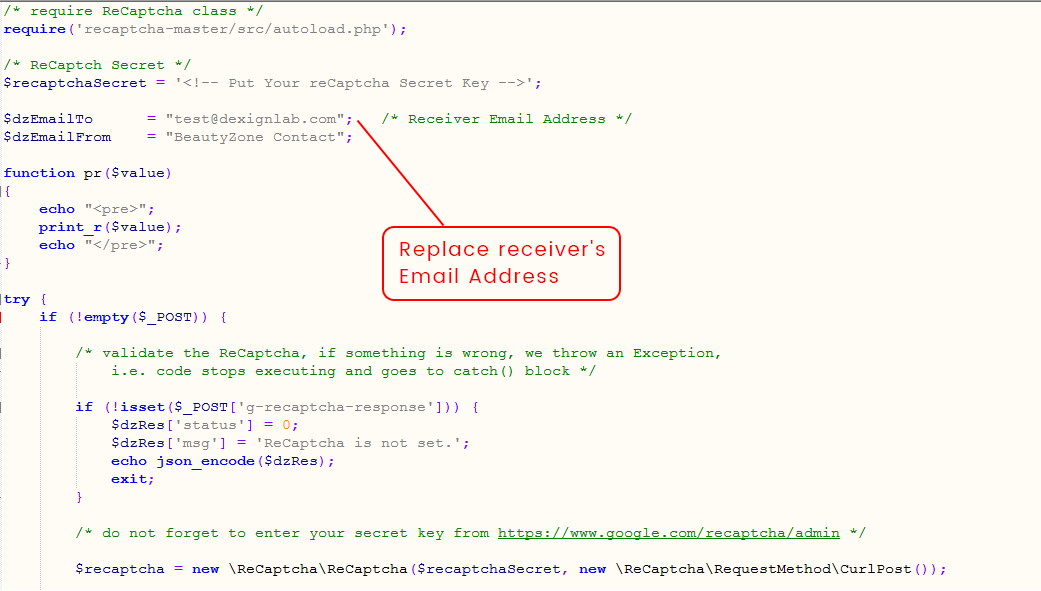 /* require ReCaptcha class */
require('recaptcha-master/src/autoload.php');
/* ReCaptch Secret */
$recaptchaSecret = '<!-- Put Your reCaptcha Secret Key -->';
$dzEmailTo      = "test@dexignlab.com";   /* Receiver Email Address */
$dzEmailFrom    = "BeautyZone Contact";
function pr($value)
{
    echo "<pre>";
    print_r($value);
    echo "</pre>";
}
Replace receiver's
Email Address
try {
    if (!empty($_POST)) {
        /* validate the ReCaptcha, if something is wrong, we throw an Exception,
            i.e. code stops executing and goes to catch() block */
        if (!isset($_POST['g-recaptcha-response'])) {
            $dzRes['status'] = 0;
            $dzRes['msg'] = 'ReCaptcha is not set.';
            echo json_encode($dzRes);
            exit;
        }
        /* do not forget to enter your secret key from https://www.google.com/recaptcha/admin */
        $recaptcha = new \ReCaptcha\ReCaptcha($recaptchaSecret, new \ReCaptcha\RequestMethod\CurlPost());